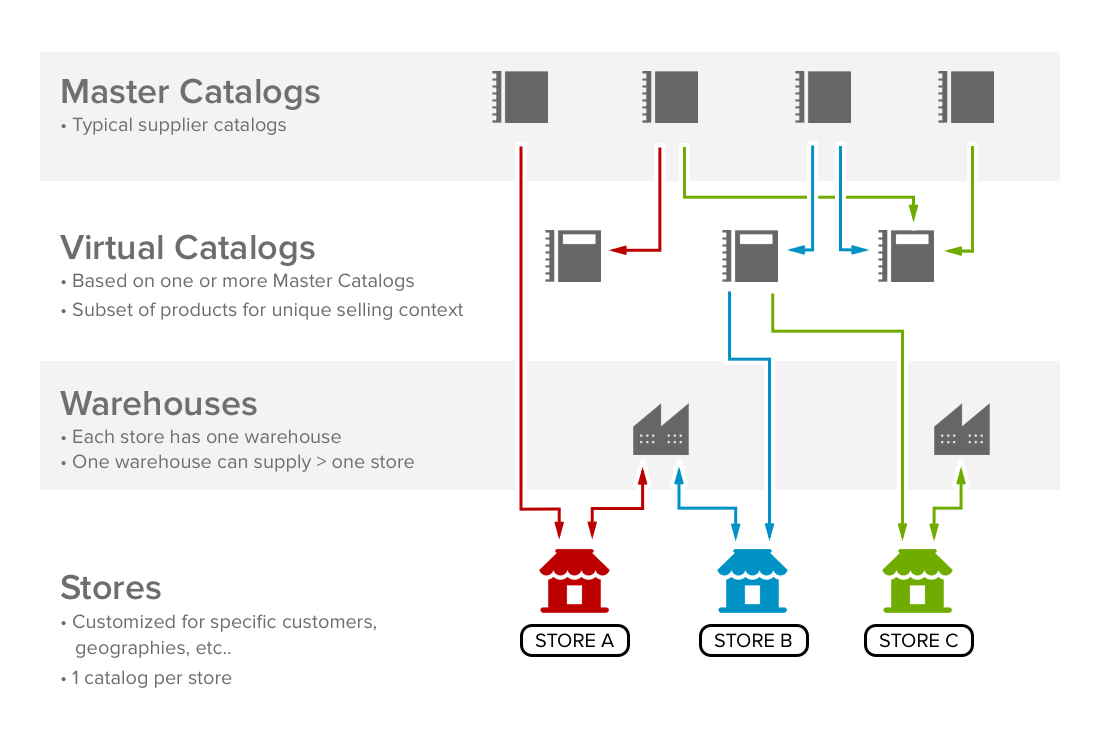 Master Catalogs
• Typical supplier catalogs
Virtual Catalogs
• Based on one or more Master Catalogs
• Subset of products for unique selling context
Warehouses
• Each store has one warehouse
• One warehouse can supply > one store
Stores
• Customized for specific customers,
geographies, etc..
• 1 catalog per store
STORE A
STORE B
STORE C